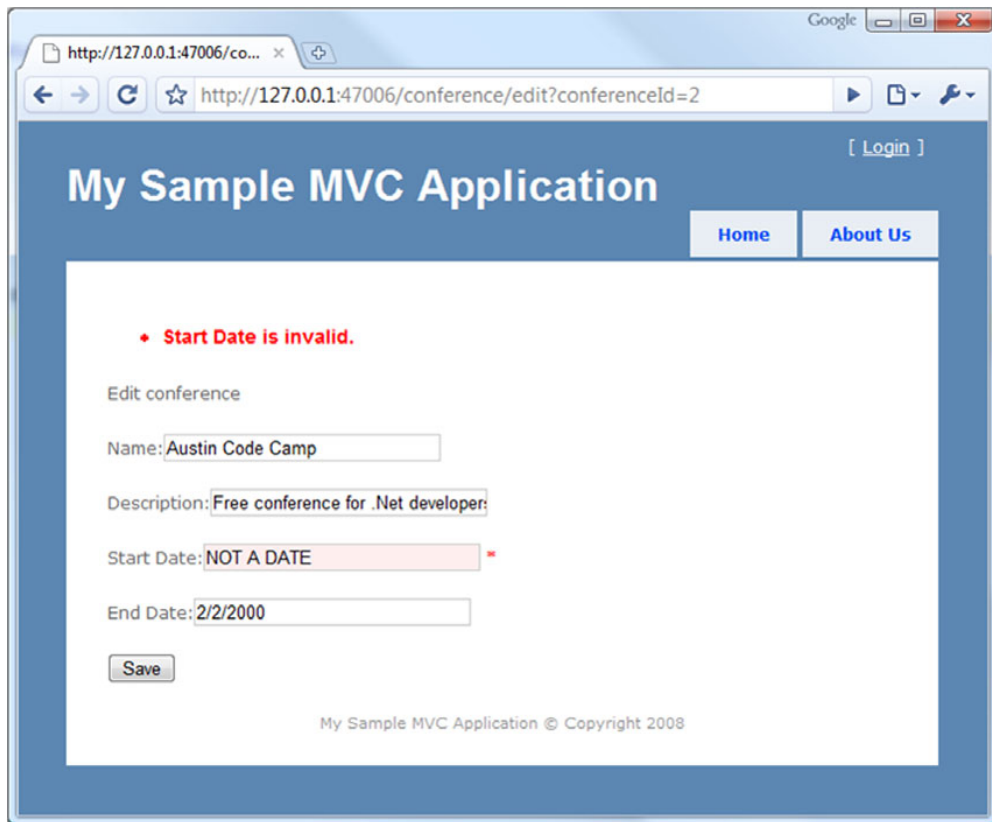 Google
http://127.0.0.1:47006/co...
http://127.0.0.1:47006/conference/edit?conferenceId=2
[ Login ]
My Sample MVC Application
Home
About Us
Start Date is invalid.
Edit conference
Name: Austin Code Camp
Description: Free conference for .Net developers
Start Date: NOT A DATE *
End Date: 2/2/2000
Save
My Sample MVC Application © Copyright 2008